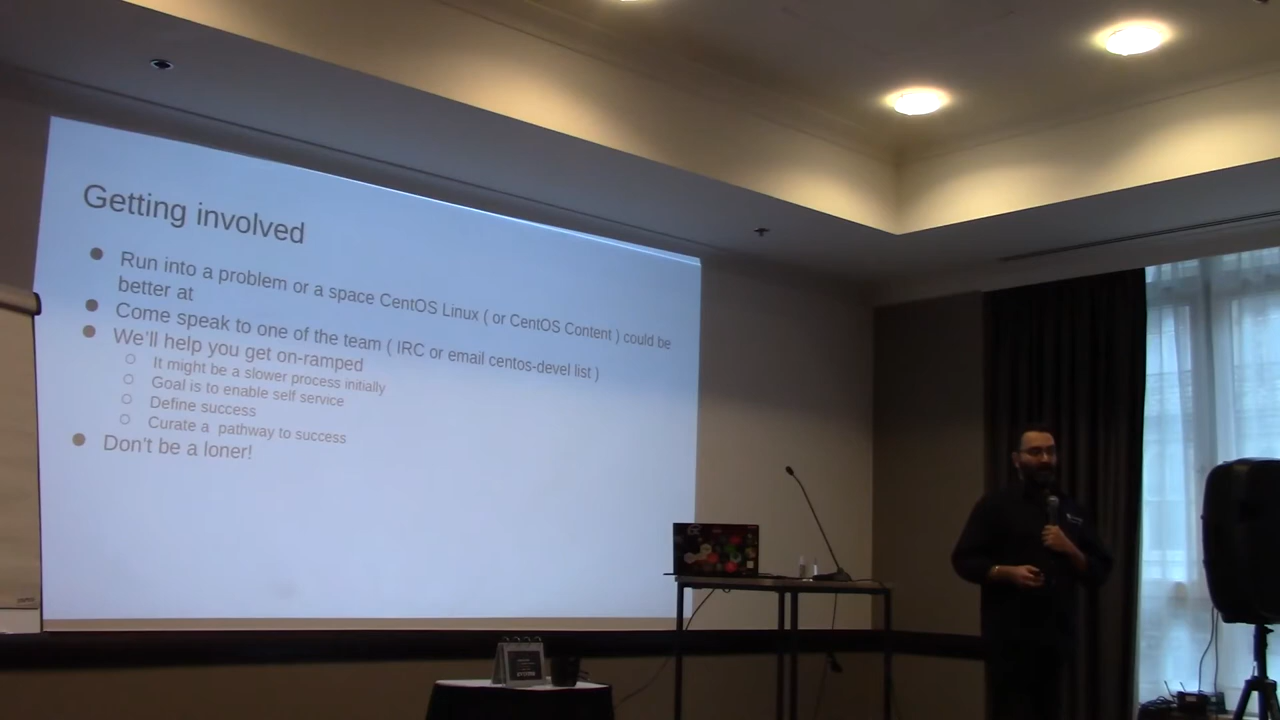 Getting involved
Run into a problem or a space CentOS Linux ( or CentOS Content ) could be
better at
Come speak to one of the team ( IRC or email centos-devel list )
We'll help you get on-ramped
It might be a slower process initially
Goal is to enable self service
Define success
Curate a pathway to success
Don't be a loner!